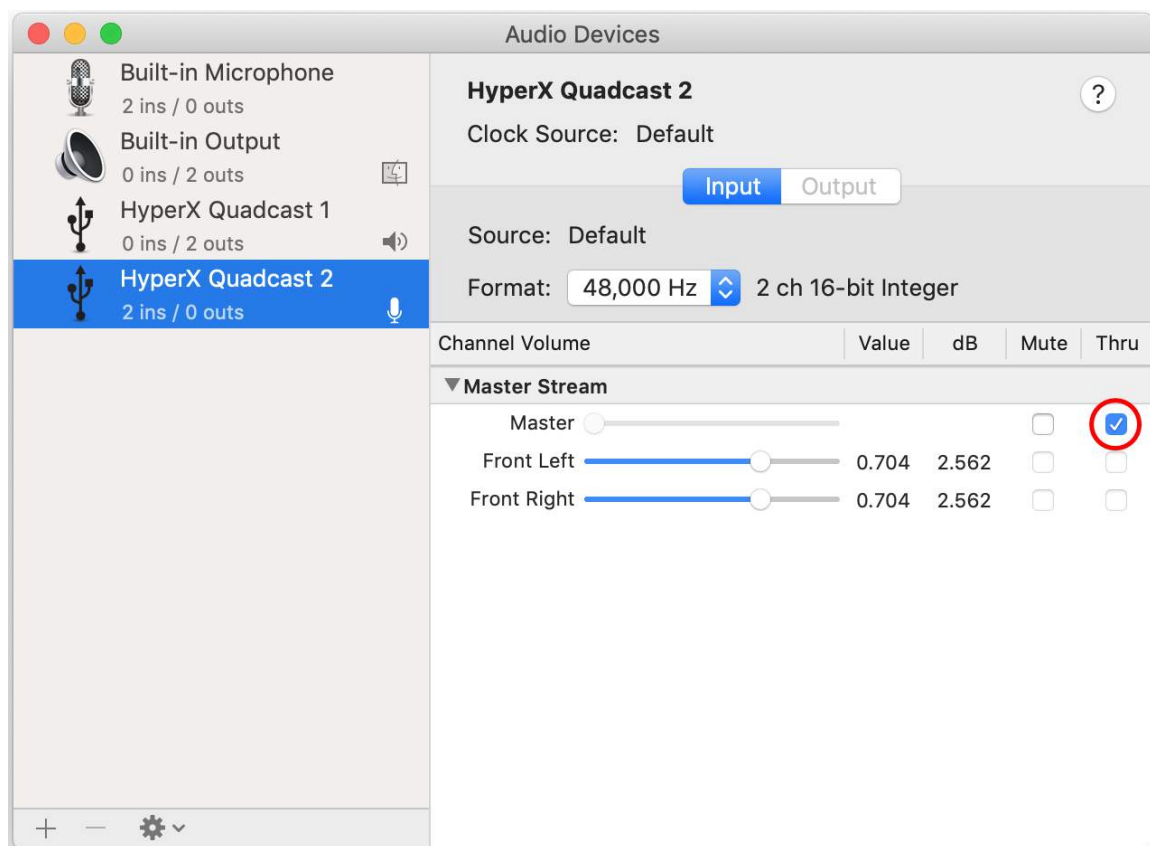 Audio Devices
Built-in Microphone
2 ins / 0 outs
Built-in Output
0 ins / 2 outs
HyperX Quadcast 1
0 ins / 2 outs
HyperX Quadcast 2
2 ins / 0 outs
HyperX Quadcast 2
?
Clock Source: Default
Input Output
Source: Default
Format: 48,000 Hz 2 ch 16-bit Integer
Channel Volume Value dB Mute Thru
Master Stream
Master
Front Left 0.704 2.562
Front Right 0.704 2.562